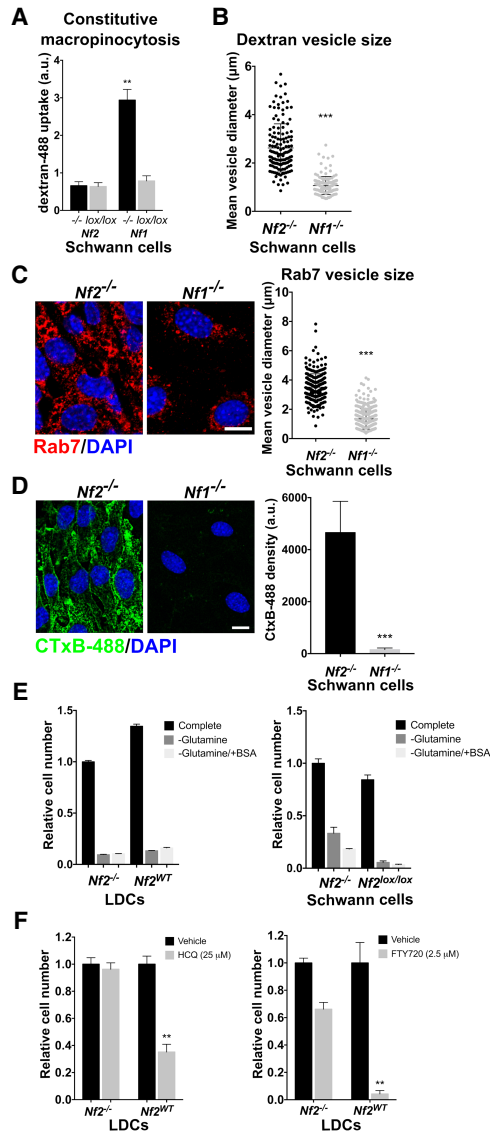 A
Constitutive
macropinocytosis
dextran-488 uptake (a.u.)
4
3
2
1
0
**
-/- lox/lox -/- lox/lox
Nf2 Nf1
Schwann cells
B
Dextran vesicle size
Mean vesicle diameter (μm)
6
4
2
0
***
Nf2-/- Nf1-/-
Schwann cells
C
Nf2-/- Nf1-/-
Rab7/DAPI
Rab7 vesicle size
Mean vesicle diameter (μm)
10
8
6
4
2
0
***
Nf2-/- Nf1-/-
Schwann cells
D
Nf2-/- Nf1-/-
CTxB-488/DAPI
CtxB-488 density (a.u.)
6000
4000
2000
0
***
Nf2-/- Nf1-/-
Schwann cells
E
Relative cell number
1.5
1.0
0.5
0.0
Complete
-Glutamine
-Glutamine/+BSA
Nf2-/- Nf2WT
LDCs
Relative cell number
1.5
1.0
0.5
0.0
Complete
-Glutamine
-Glutamine/+BSA
Nf2-/- Nf2lox/lox
Schwann cells
F
Relative cell number
1.2
1.0
0.8
0.6
0.4
0.2
0.0
Vehicle
HCQ (25 μM)
**
Nf2-/- Nf2WT
LDCs
Relative cell number
1.2
1.0
0.8
0.6
0.4
0.2
0.0
Vehicle
FTY720 (2.5 μM)
**
Nf2-/- Nf2WT
LDCs